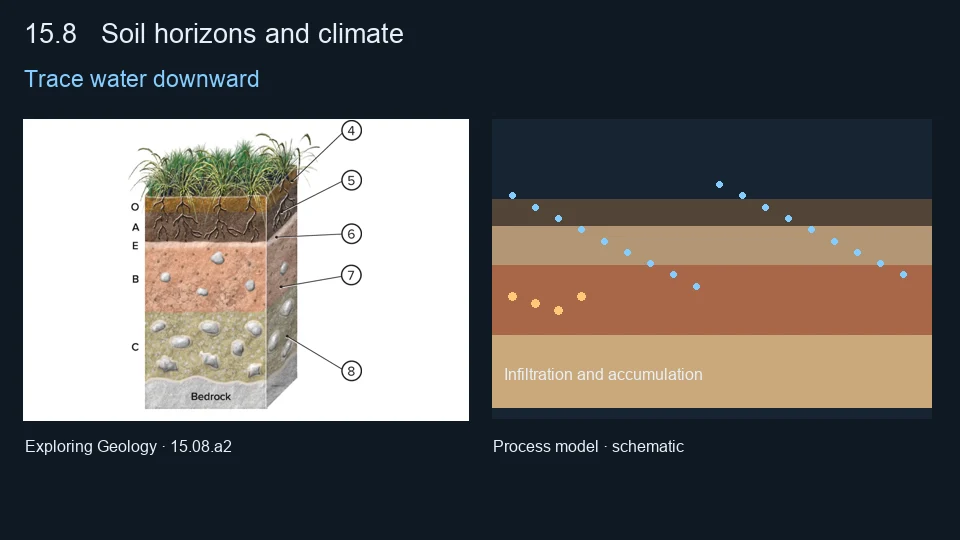 15.8 Soil horizons and climate
Trace water downward
4
5
O
A
6
E
7
B
C
8
Bedrock
Infiltration and accumulation
Exploring Geology · 15.08.a2
Process model · schematic